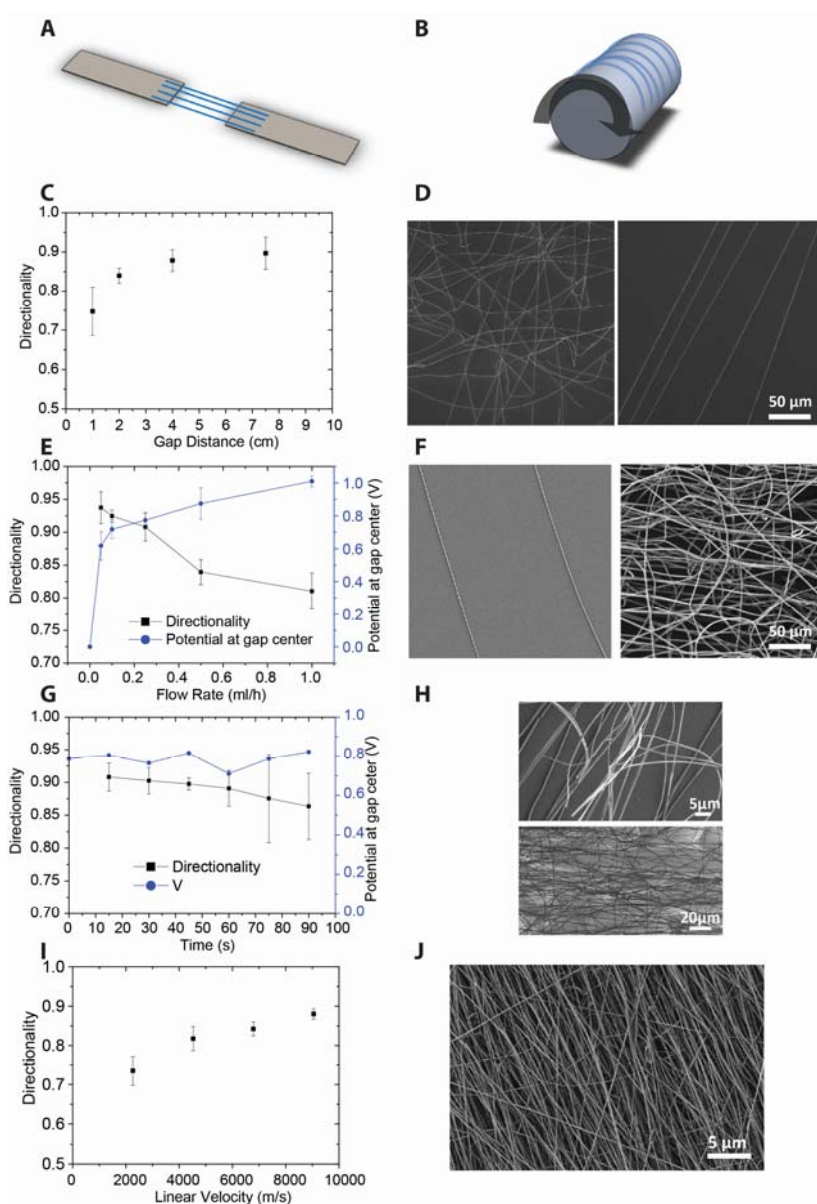 A
B
C
Directionality
1.0
0.9
0.8
0.7
0.6
0.5
0 1 2 3 4 5 6 7 8 9 10
Gap Distance (cm)
D
50 µm
E
Directionality
1.00
0.95
0.90
0.85
0.80
0.75
0.70
Directionality
Potential at gap center
0.0 0.2 0.4 0.6 0.8 1.0
Flow Rate (ml/h)
1.0
0.8
0.6
0.4
0.2
0.0
Potential at gap center (V)
F
50 µm
G
Directionality
1.00
0.95
0.90
0.85
0.80
0.75
0.70
Directionality
V
0 10 20 30 40 50 60 70 80 90 100
Time (s)
1.0
0.8
0.6
0.4
0.2
0.0
Potential at gap ceter (V)
H
5µm
20µm
I
Directionality
1.0
0.9
0.8
0.7
0.6
0.5
2000 4000 6000 8000 10000
Linear Velocity (m/s)
J
5 µm